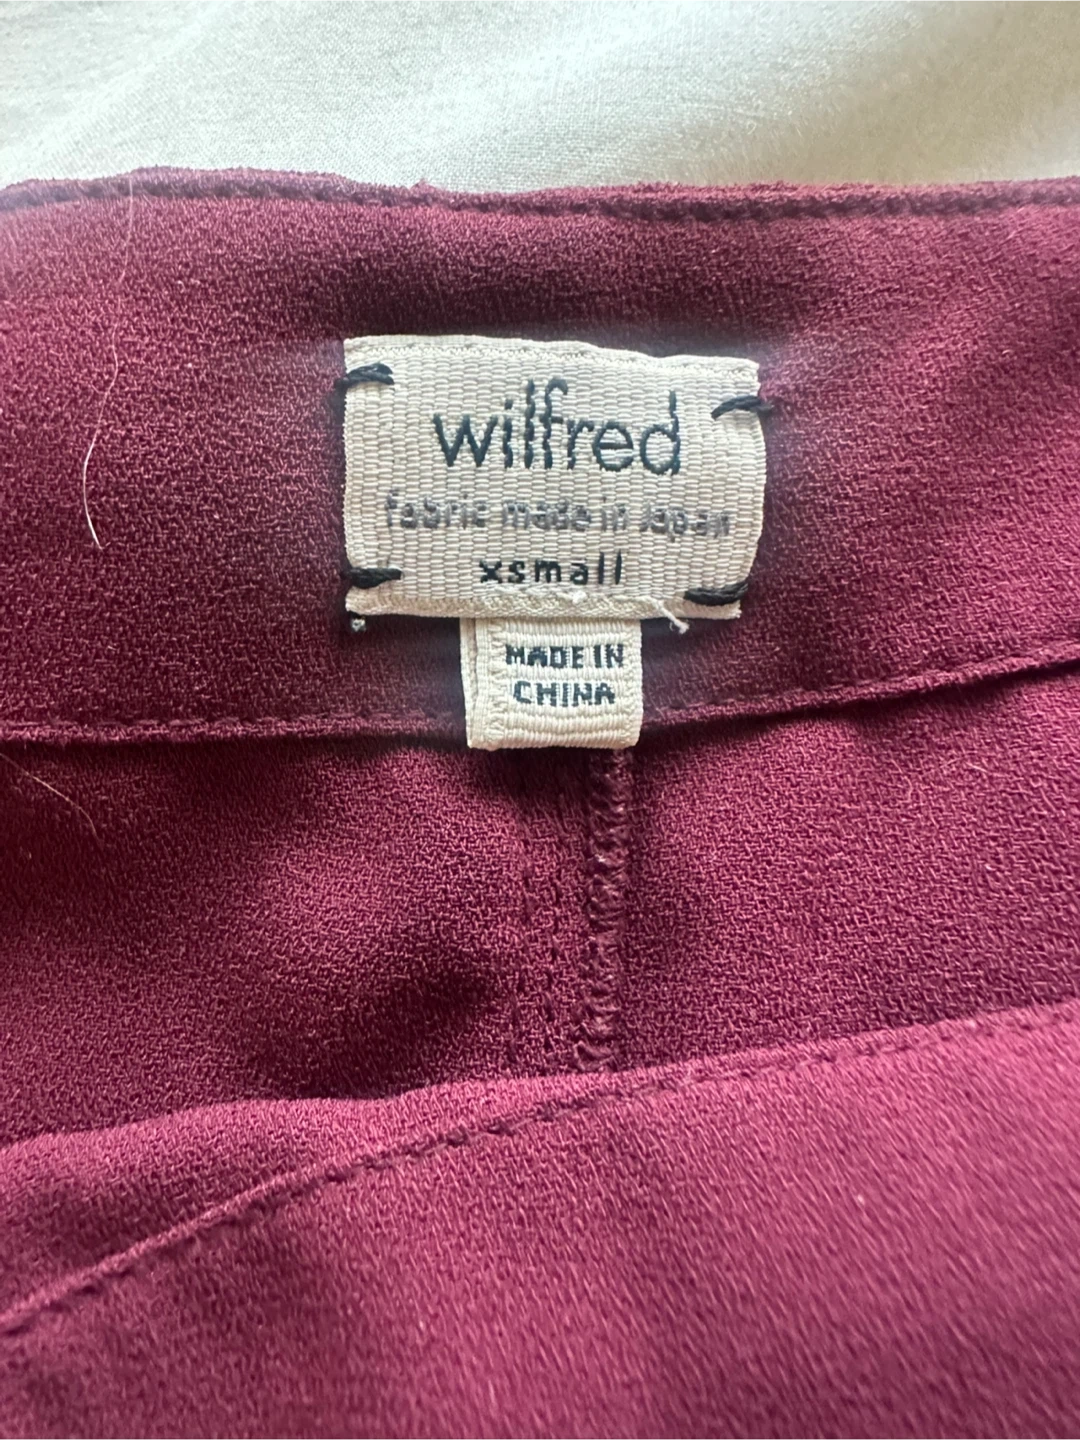 wilfred
fabric made in Japan
xsmall
MADE IN
CHINA